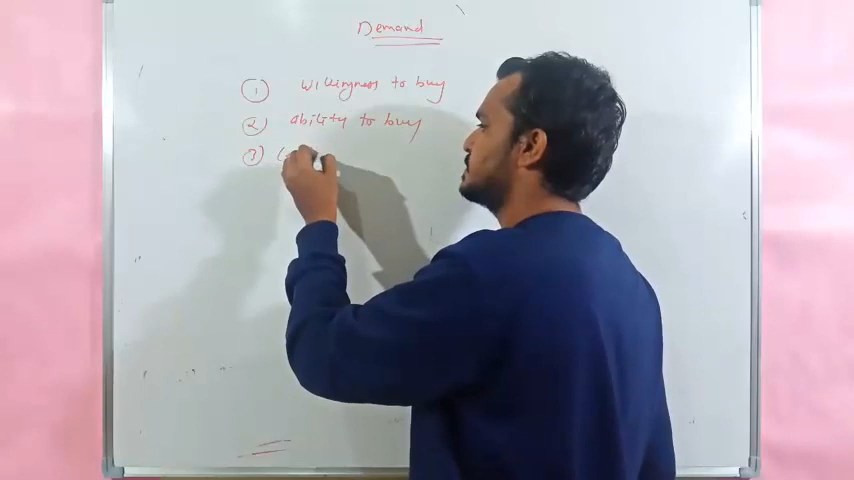 Demand
① willingness to buy
② ability to buy
③